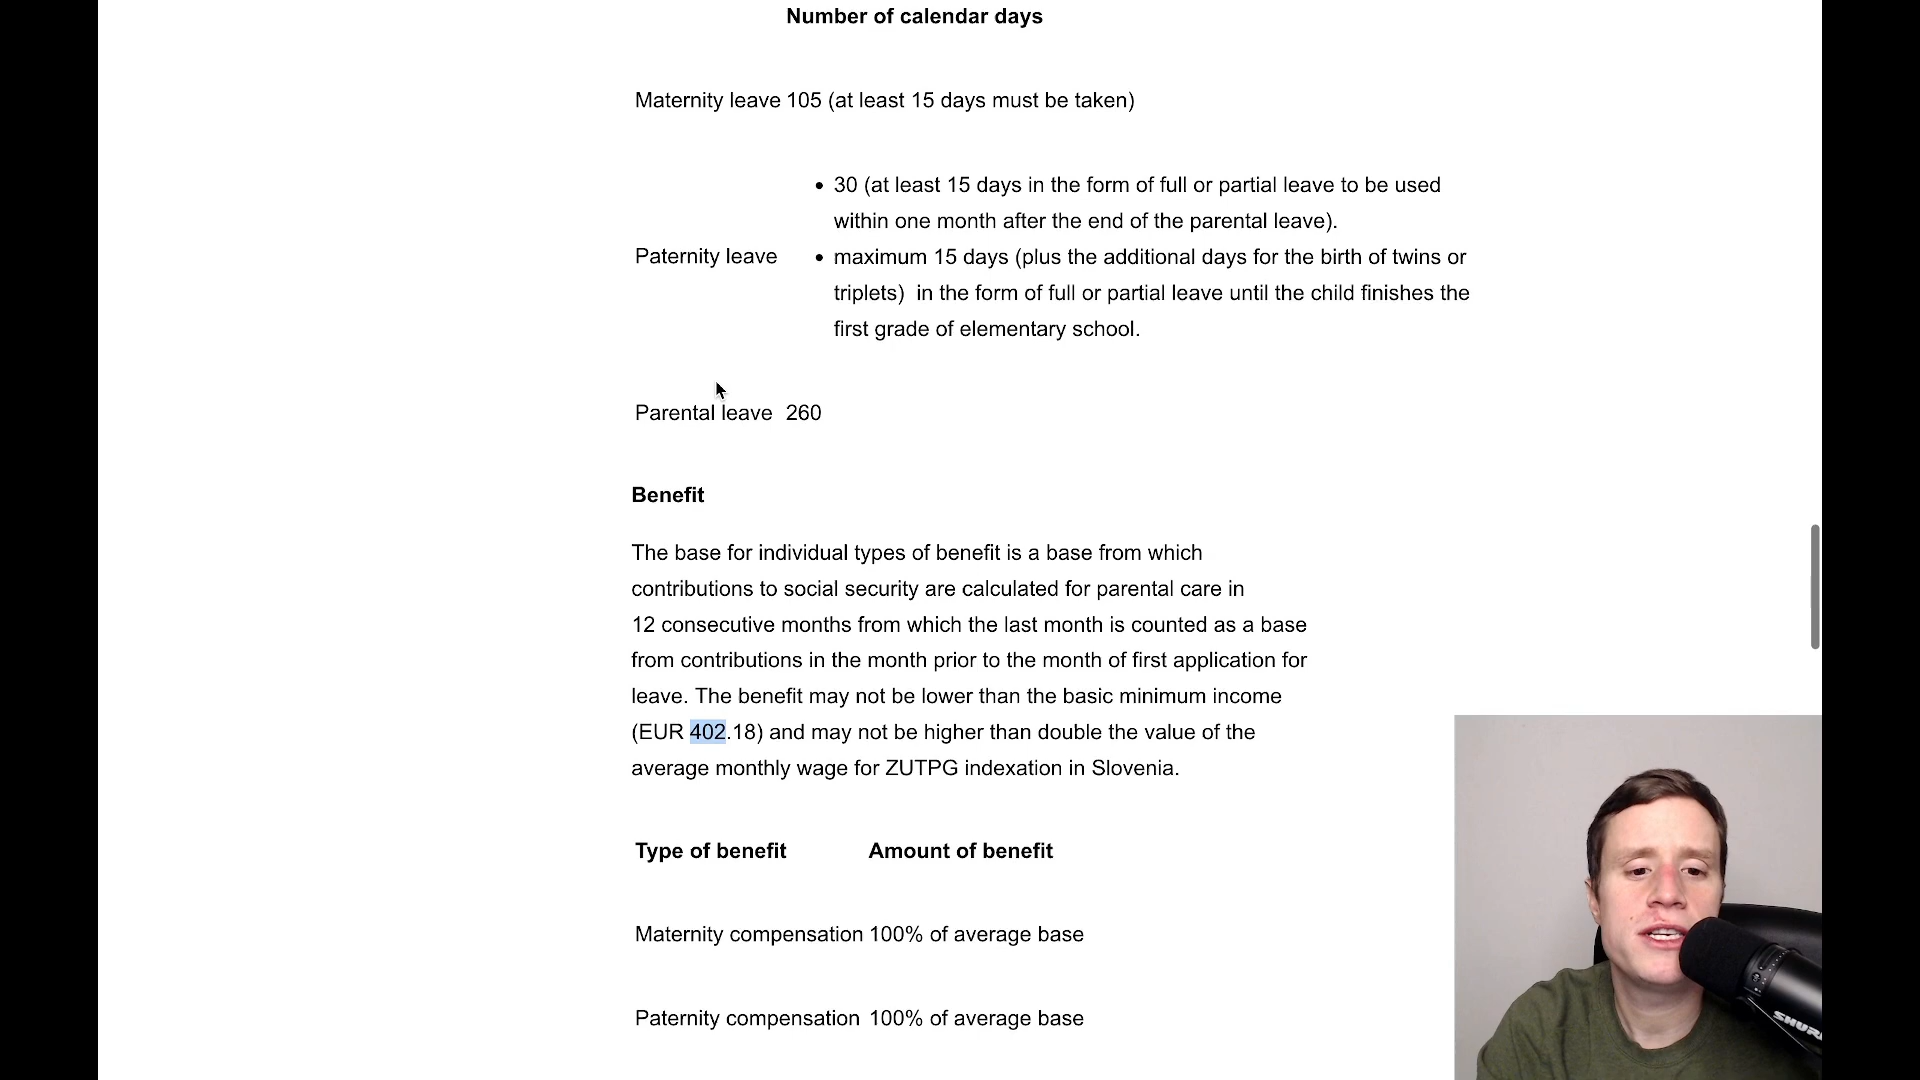 Number of calendar days
Maternity leave 105 (at least 15 days must be taken)
• 30 (at least 15 days in the form of full or partial leave to be used
within one month after the end of the parental leave).
Paternity leave • maximum 15 days (plus the additional days for the birth of twins or
triplets) in the form of full or partial leave until the child finishes the
first grade of elementary school.
Parental leave 260
Benefit
The base for individual types of benefit is a base from which
contributions to social security are calculated for parental care in
12 consecutive months from which the last month is counted as a base
from contributions in the month prior to the month of first application for
leave. The benefit may not be lower than the basic minimum income
(EUR 402.18) and may not be higher than double the value of the
average monthly wage for ZUTPG indexation in Slovenia.
Type of benefit Amount of benefit
Maternity compensation 100% of average base
Paternity compensation 100% of average base
SHURE